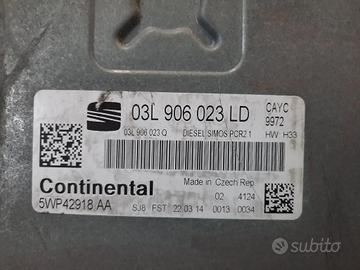 03L 906 023 LD
CAYC
9972
03L 906 023 Q DIESEL SIMOS PCR2.1 HW: H33
Continental
Made in Czech Rep.
02 4124
5WP42918 AA
SJ8 FST 22.03.14 0013 0034
subito